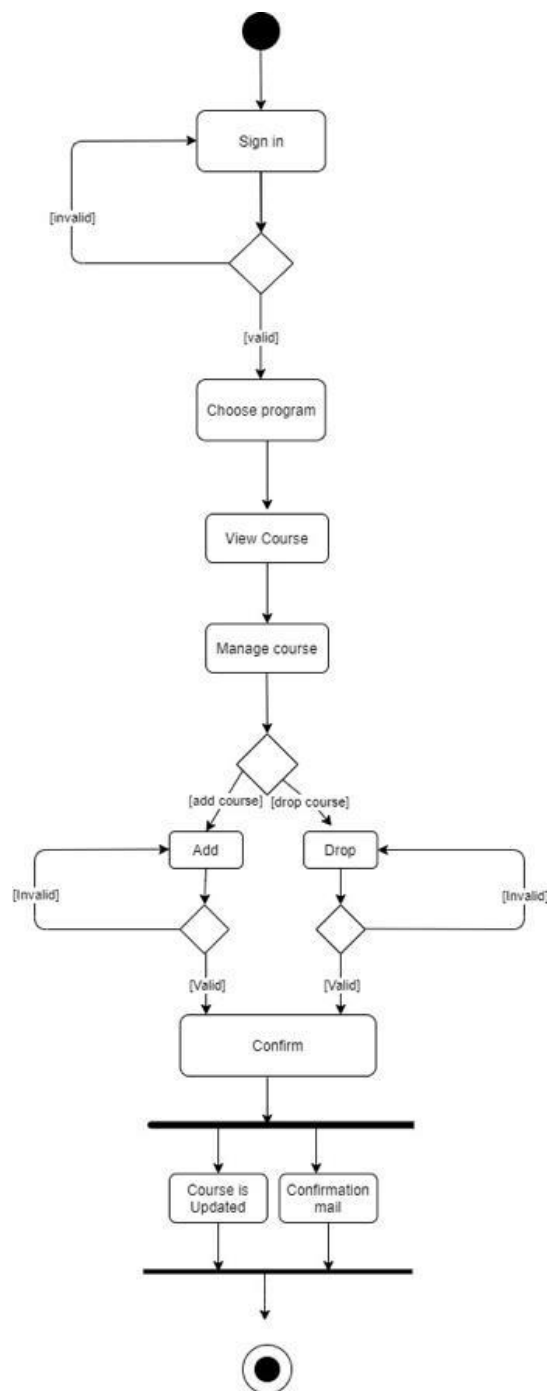 Sign in
[invalid]
[valid]
Choose program
View Course
Manage course
[add course]
[drop course]
Add
Drop
[Invalid]
[Invalid]
[Valid]
[Valid]
Confirm
Course is
Updated
Confirmation
mail